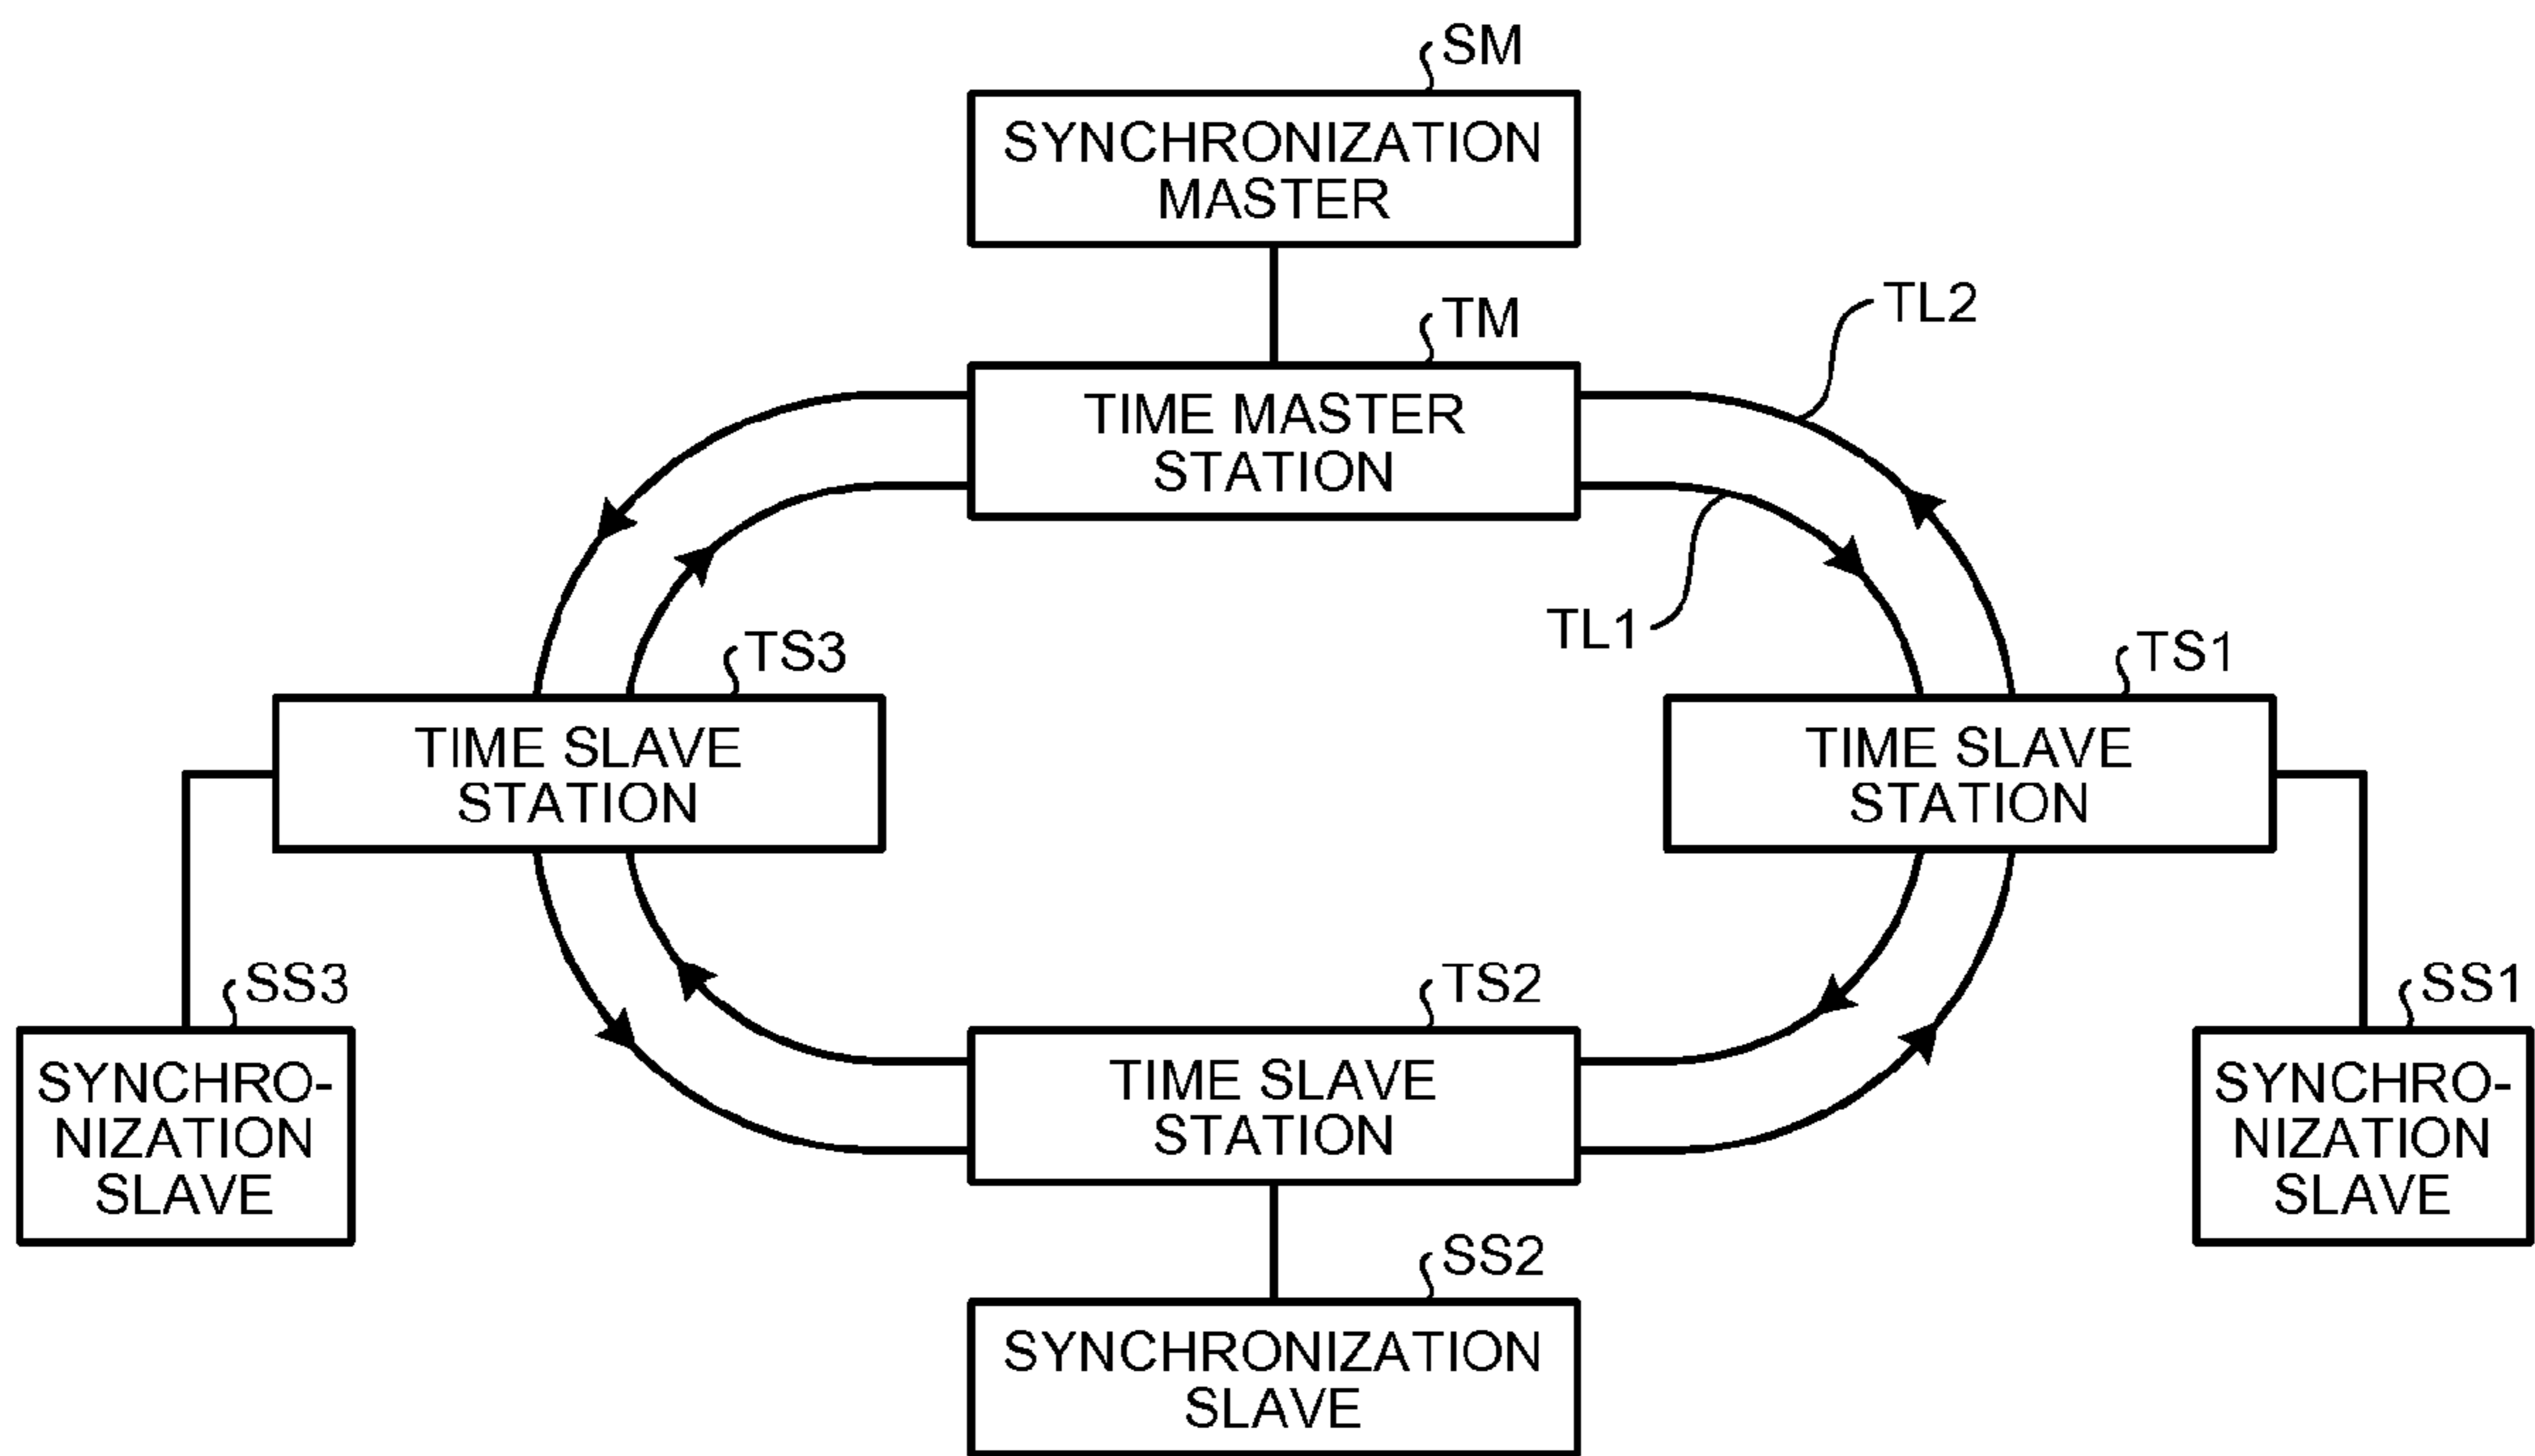 SM
SYNCHRONIZATION
MASTER
TM
TL2
TIME MASTER
STATION
TL1
TS3
TS1
TIME SLAVE
STATION
TIME SLAVE
STATION
SS3
TS2
SS1
SYNCHRO-
NIZATION
SLAVE
TIME SLAVE
STATION
SYNCHRO-
NIZATION
SLAVE
SS2
SYNCHRONIZATION
SLAVE